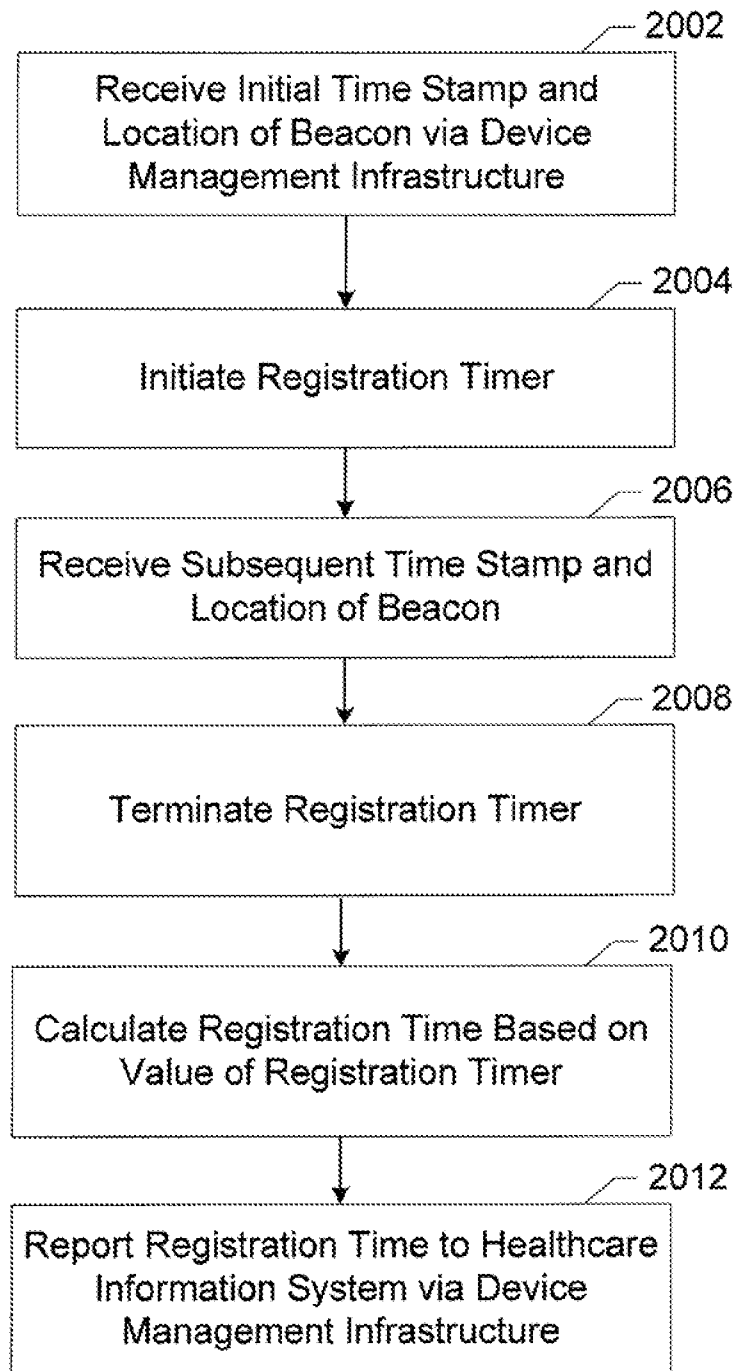 2002
Receive Initial Time Stamp and
Location of Beacon via Device
Management Infrastructure
2004
Initiate Registration Timer
2006
Receive Subsequent Time Stamp and
Location of Beacon
2008
Terminate Registration Timer
2010
Calculate Registration Time Based on
Value of Registration Timer
2012
Report Registration Time to Healthcare
Information System via Device
Management Infrastructure